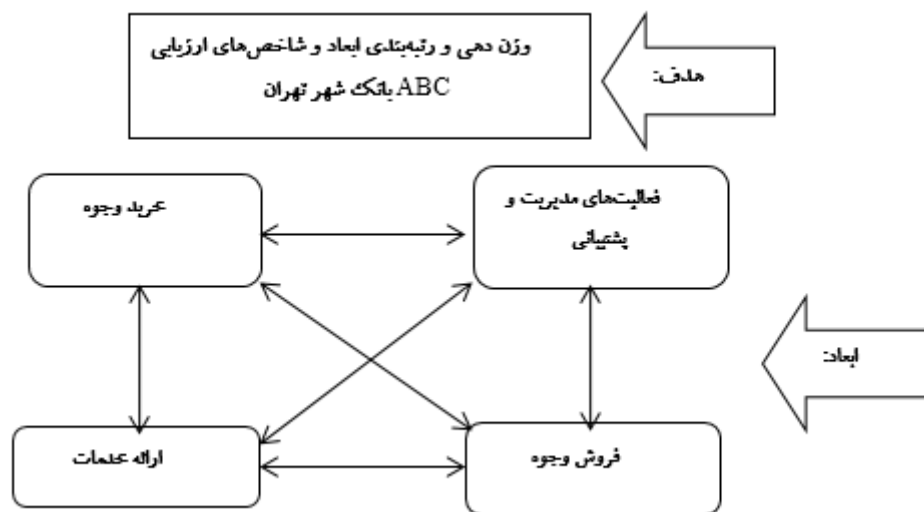 وزن دهی و رتبه‌بندی ابعاد و شاخص‌های ارزیابی
ABC بانک شهر تهران
هدف:
فعالیت‌های مدیریت و
پشتیبانی
خرید وجوه
ابعاد:
فروش وجوه
ارائه خدمات